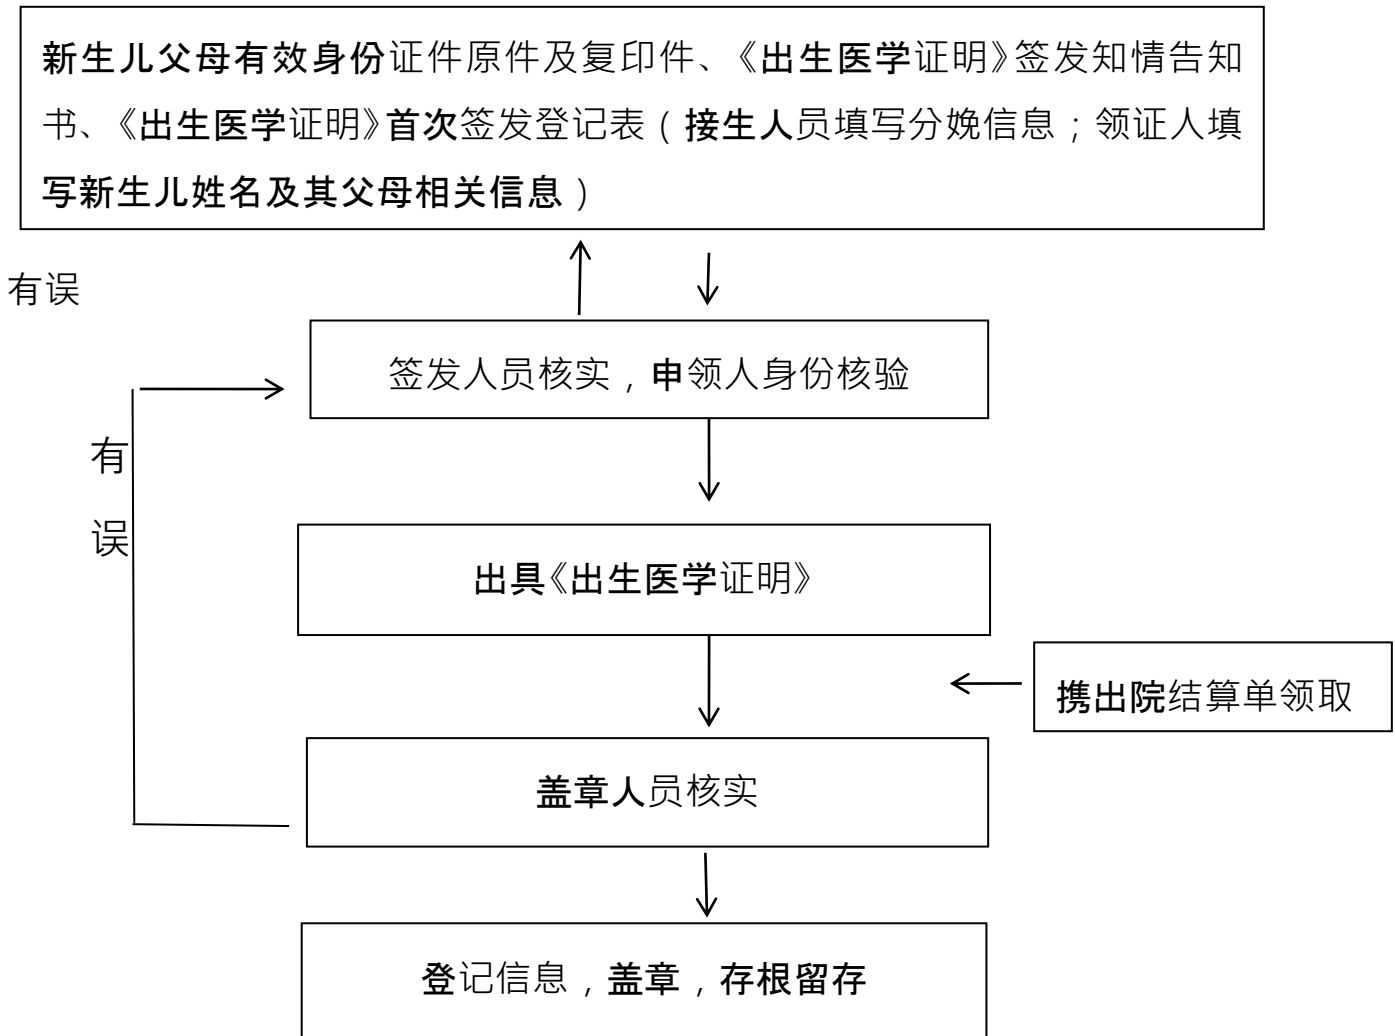 新生儿父母有效身份证件原件及复印件、《出生医学证明》签发知情告知
书、《出生医学证明》首次签发登记表（接生人员填写分娩信息；领证人填
写新生儿姓名及其父母相关信息）
有误
签发人员核实，申领人身份核验
有
误
出具《出生医学证明》
携出院结算单领取
盖章人员核实
登记信息，盖章，存根留存